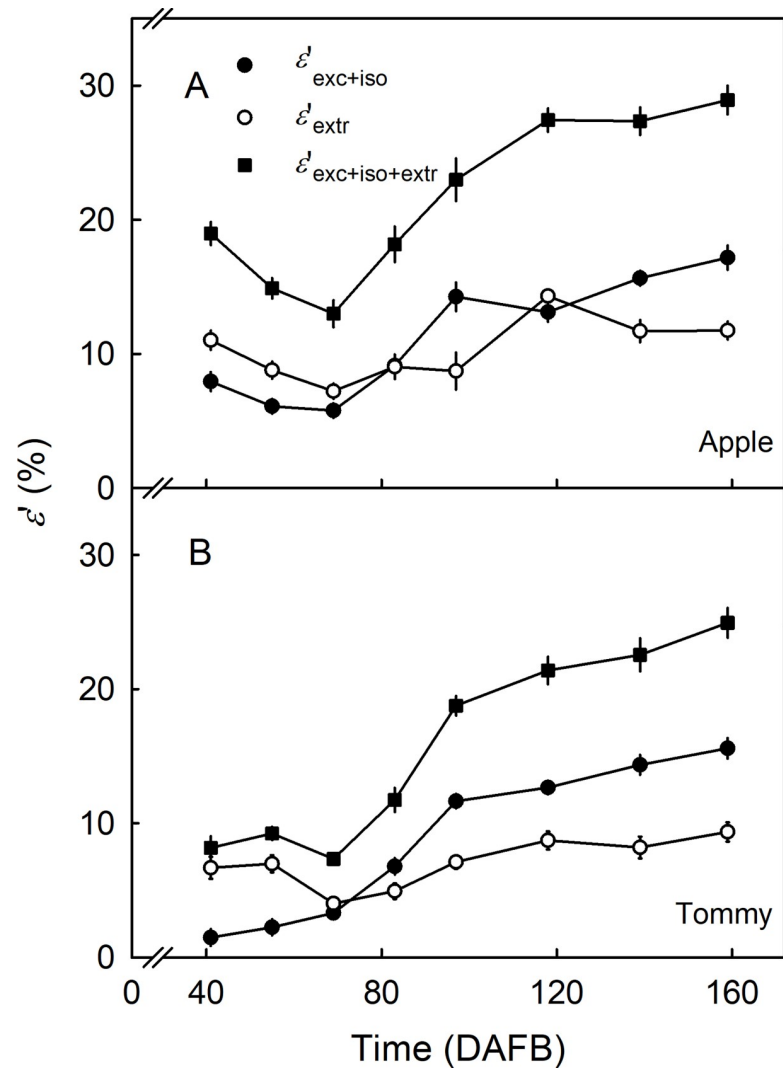 A
ε'exc+iso
ε'extr
ε'exc+iso+extr
30
20
10
0
Apple
ε' (%)
B
30
20
10
0
Tommy
0 40 80 120 160
Time (DAFB)